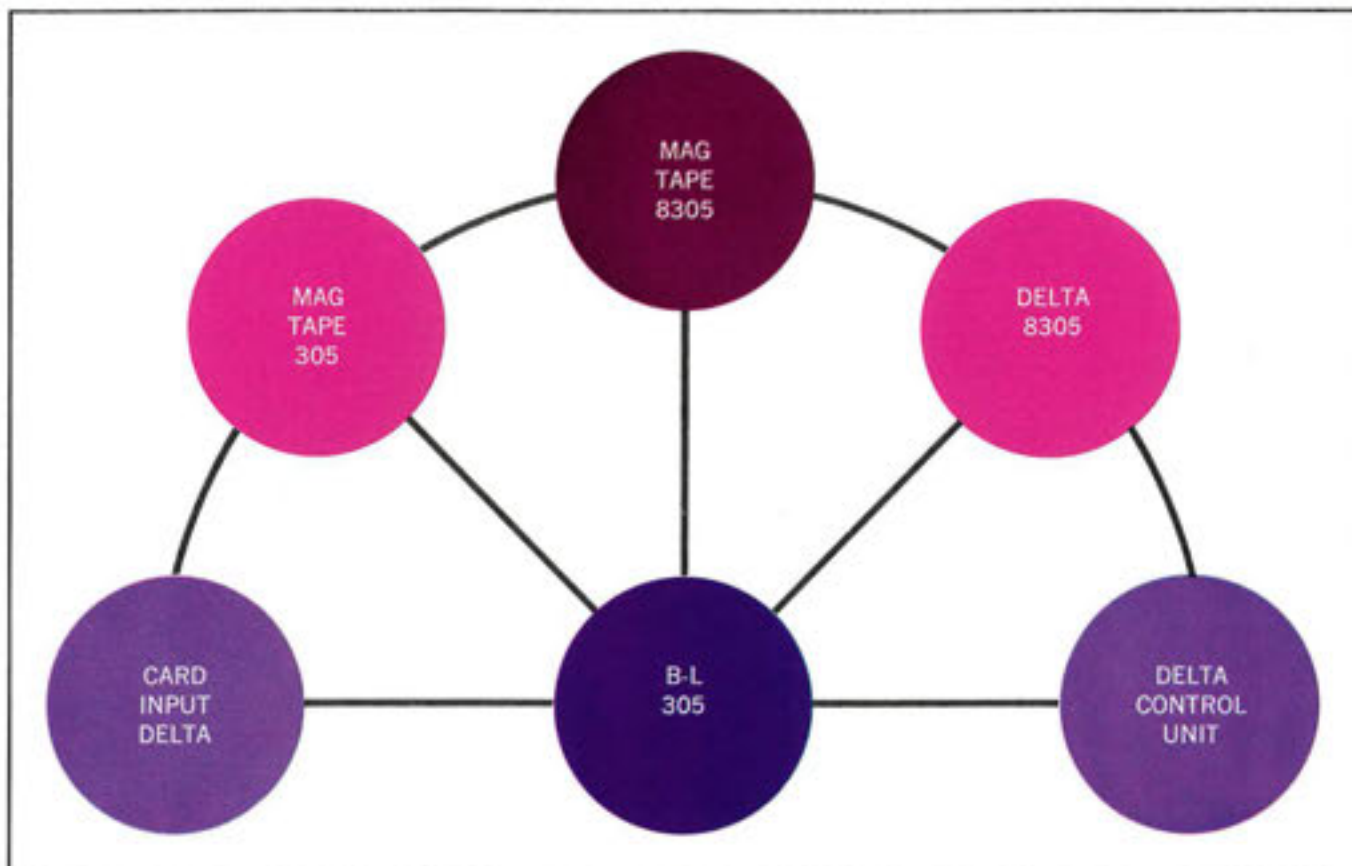 MAG
TAPE
8305
MAG
TAPE
305
DELTA
8305
CARD
INPUT
DELTA
B-L
305
DELTA
CONTROL
UNIT